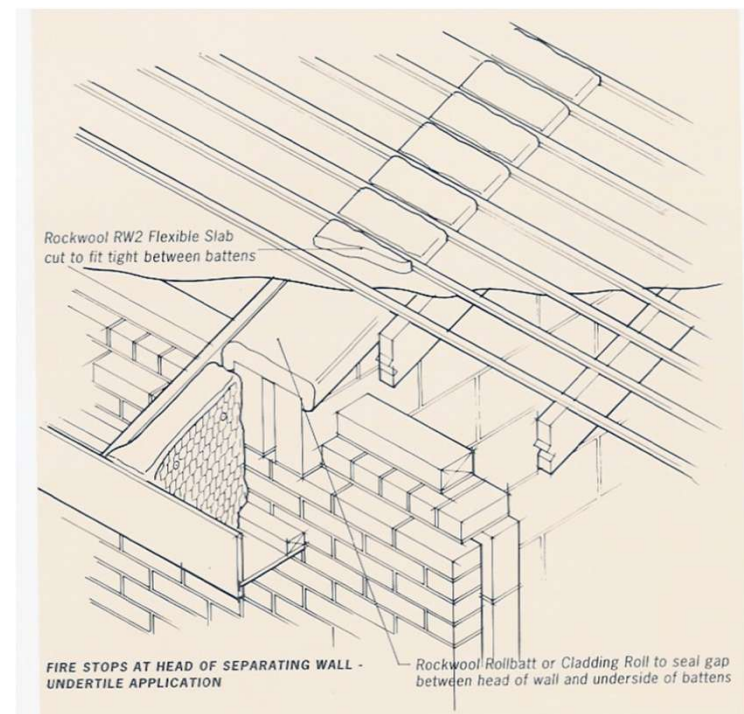 Rockwool RW2 Flexible Slab
cut to fit tight between battens
FIRE STOPS AT HEAD OF SEPARATING WALL -
UNDERTILE APPLICATION
Rockwool Rollbatt or Cladding Roll to seal gap
between head of wall and underside of battens